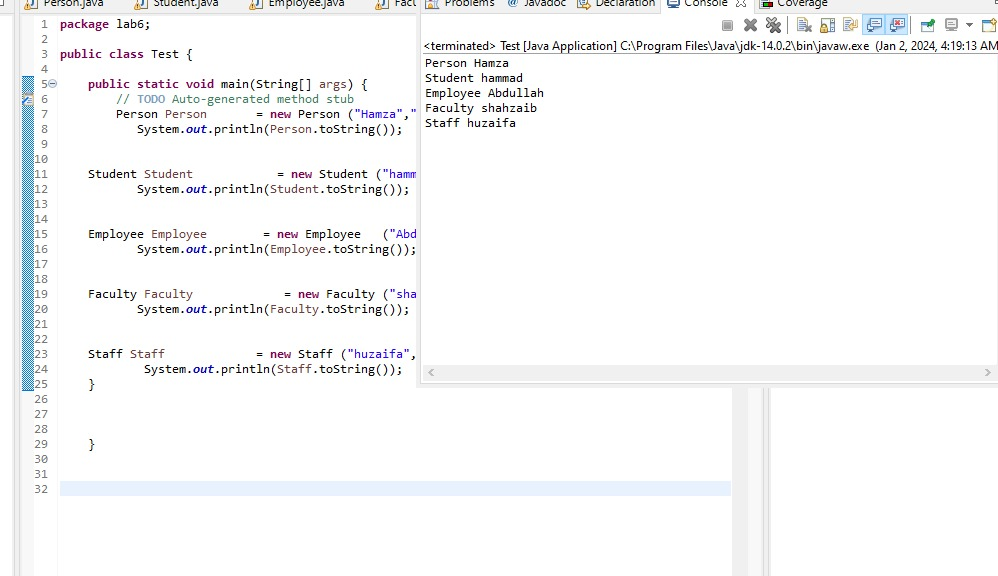 Person.java Student.java Employee.java Facu
Problems @ Javadoc Declaration Console Coverage
<terminated> Test [Java Application] C:\Program Files\Java\jdk-14.0.2\bin\javaw.exe (Jan 2, 2024, 4:19:13 AM
Person Hamza
Student hammad
Employee Abdullah
Faculty shahzaib
Staff huzaifa
1 package lab6;
2
3 public class Test {
4
5 public static void main(String[] args) {
6 // TODO Auto-generated method stub
7 Person Person = new Person ("Hamza","
8 System.out.println(Person.toString());
9
10
11 Student Student = new Student ("hamm
12 System.out.println(Student.toString());
13
14
15 Employee Employee = new Employee ("Abd
16 System.out.println(Employee.toString());
17
18
19 Faculty Faculty = new Faculty ("sha
20 System.out.println(Faculty.toString());
21
22
23 Staff Staff = new Staff ("huzaifa",
24 System.out.println(Staff.toString());
25 }
26
27
28
29 }
30
31
32